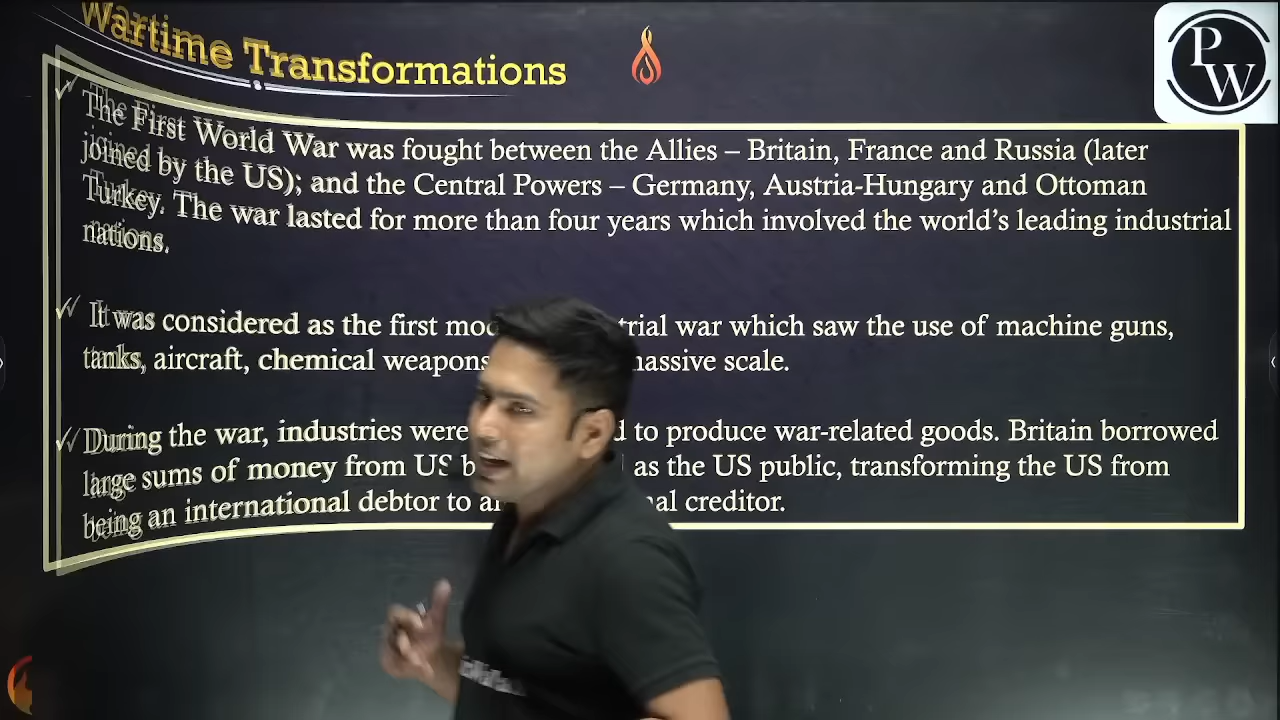 Wartime Transformations
PW
The First World War was fought between the Allies – Britain, France and Russia (later
joined by the US); and the Central Powers – Germany, Austria-Hungary and Ottoman
Turkey. The war lasted for more than four years which involved the world's leading industrial
nations.
It was considered as the first trial war which saw the use of machine guns,
tanks, aircraft, chemical weapons massive scale.
During the war, industries were to produce war-related goods. Britain borrowed
large sums of money from US as the US public, transforming the US from
being an international debtor to al creditor.